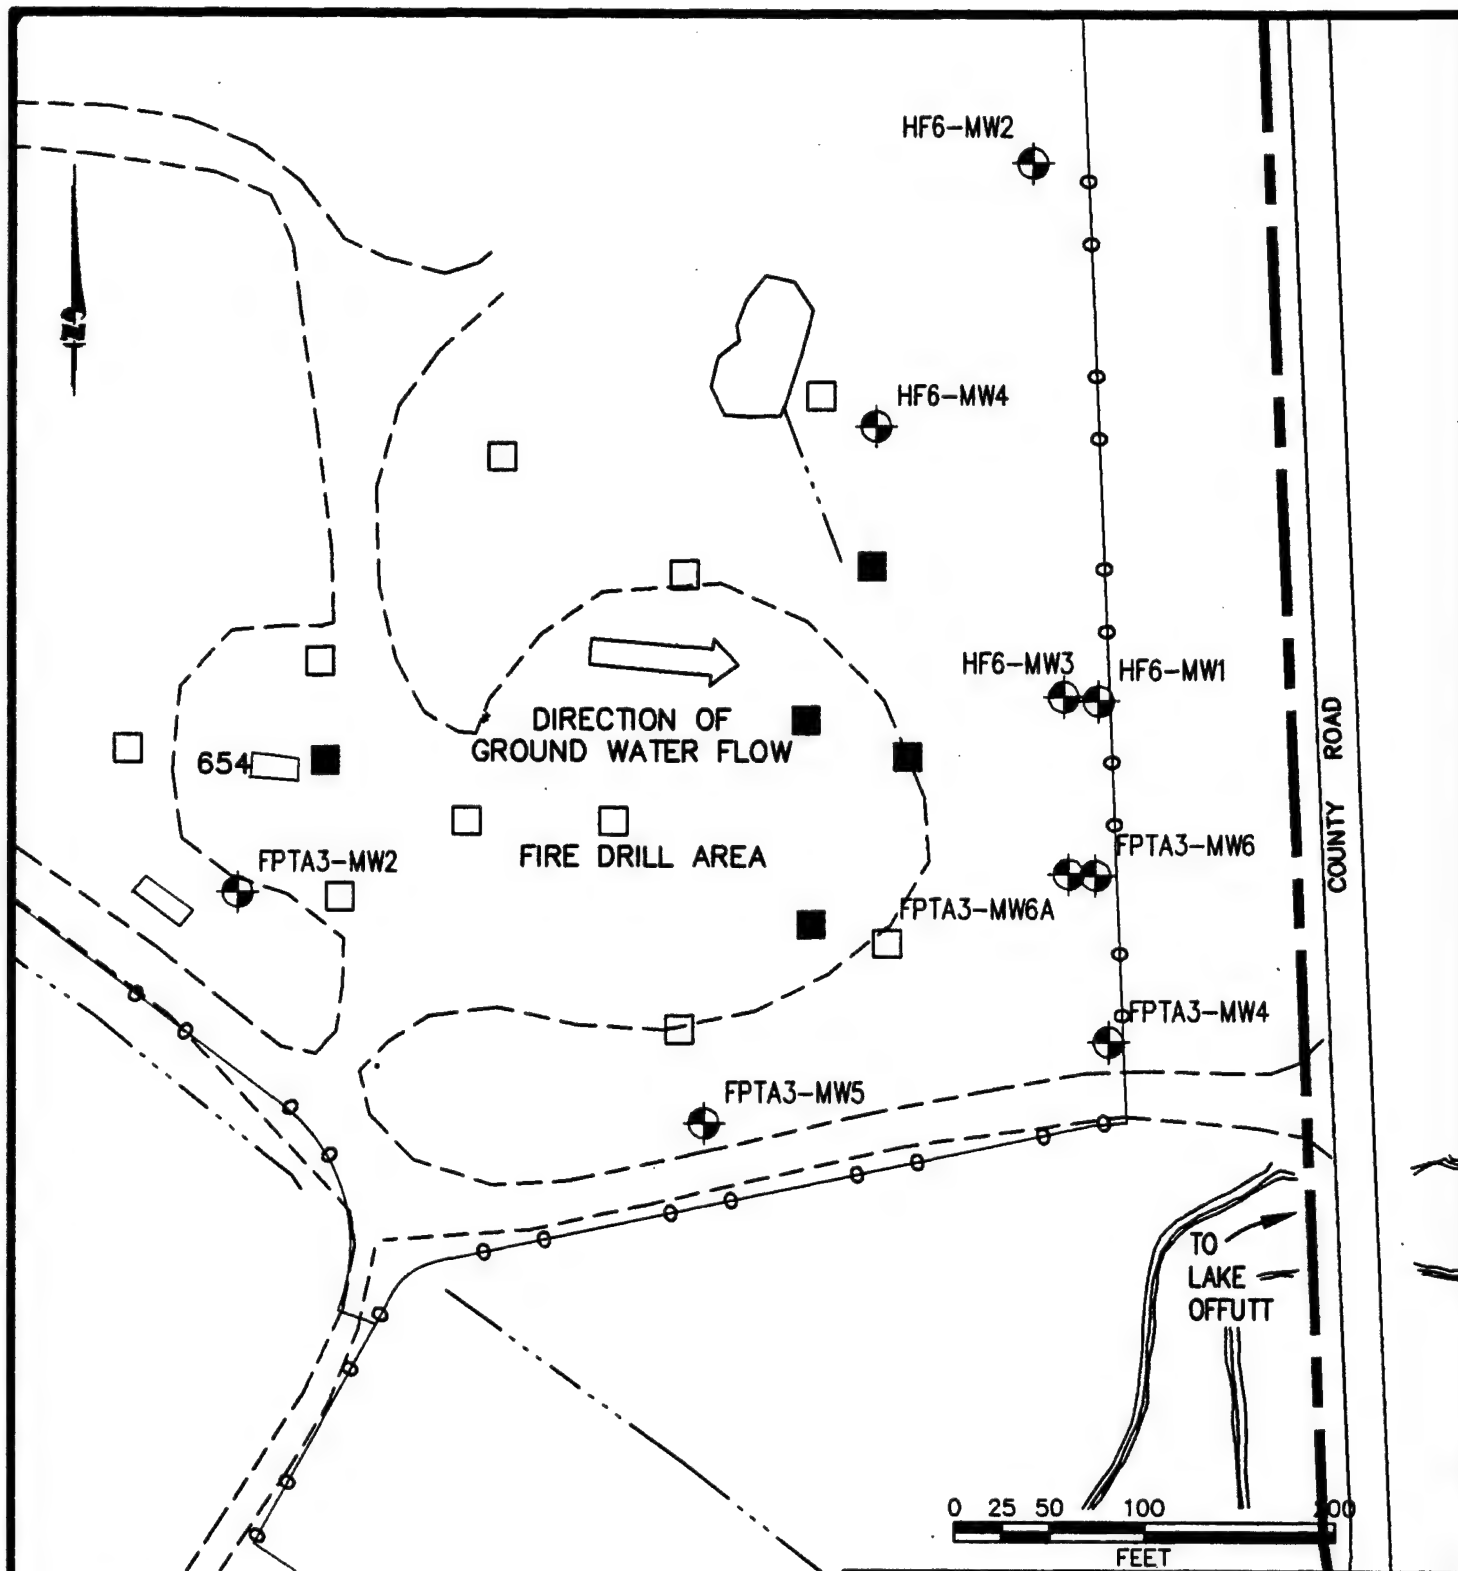 HF6-MW2
N
HF6-MW4
HF6-MW3
HF6-MW1
DIRECTION OF
GROUND WATER FLOW
COUNTY ROAD
654
FIRE DRILL AREA
FPTA3-MW2
FPTA3-MW6
FPTA3-MW6A
FPTA3-MW4
FPTA3-MW5
TO
LAKE
OFFUTT
0 25 50 100 200
FEET